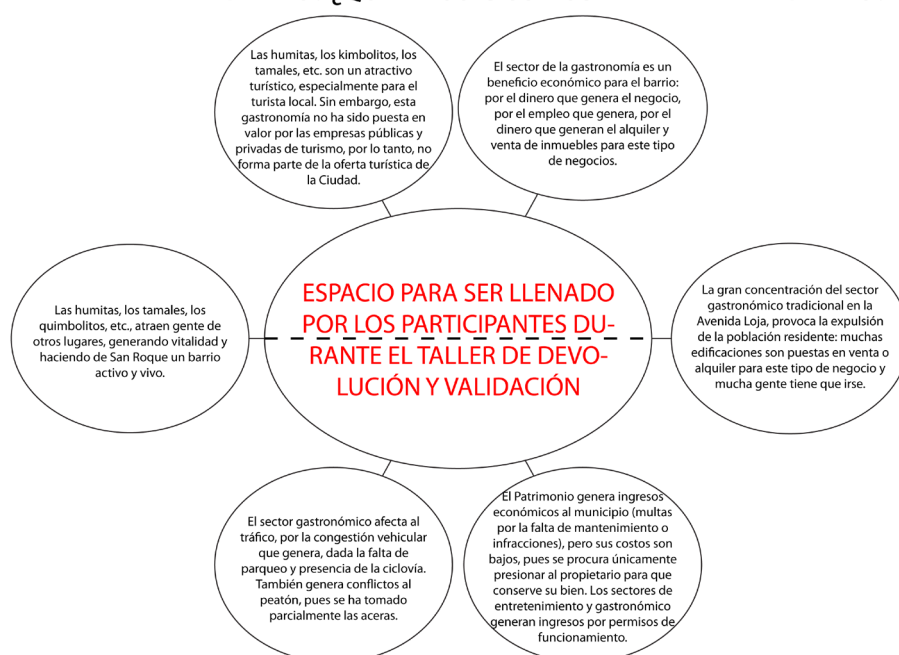 Las humitas, los kimbolitos, los
tamales, etc. son un atractivo
turístico, especialmente para el
turista local. Sin embargo, esta
gastronomía no ha sido puesta en
valor por las empresas públicas y
privadas de turismo, por lo tanto, no
forma parte de la oferta turística de
la Ciudad.
El sector de la gastronomía es un
beneficio económico para el barrio:
por el dinero que genera el negocio,
por el empleo que genera, por el
dinero que generan el alquiler y
venta de inmuebles para este tipo
de negocios.
Las humitas, los tamales, los
quimbolitos, etc., atraen gente de
otros lugares, generando vitalidad y
haciendo de San Roque un barrio
activo y vivo.
ESPACIO PARA SER LLENADO
POR LOS PARTICIPANTES DU-
RANTE EL TALLER DE DEVO-
LUCIÓN Y VALIDACIÓN
La gran concentración del sector
gastronómico tradicional en la
Avenida Loja, provoca la expulsión
de la población residente: muchas
edificaciones son puestas en venta o
alquiler para este tipo de negocio y
mucha gente tiene que irse.
El sector gastronómico afecta al
tráfico, por la congestión vehicular
que genera, dada la falta de
parqueo y presencia de la ciclovía.
También genera conflictos al
peatón, pues se ha tomado
parcialmente las aceras.
El Patrimonio genera ingresos
económicos al municipio (multas
por la falta de mantenimiento o
infracciones), pero sus costos son
bajos, pues se procura únicamente
presionar al propietario para que
conserve su bien. Los sectores de
entretenimiento y gastronómico
generan ingresos por permisos de
funcionamiento.